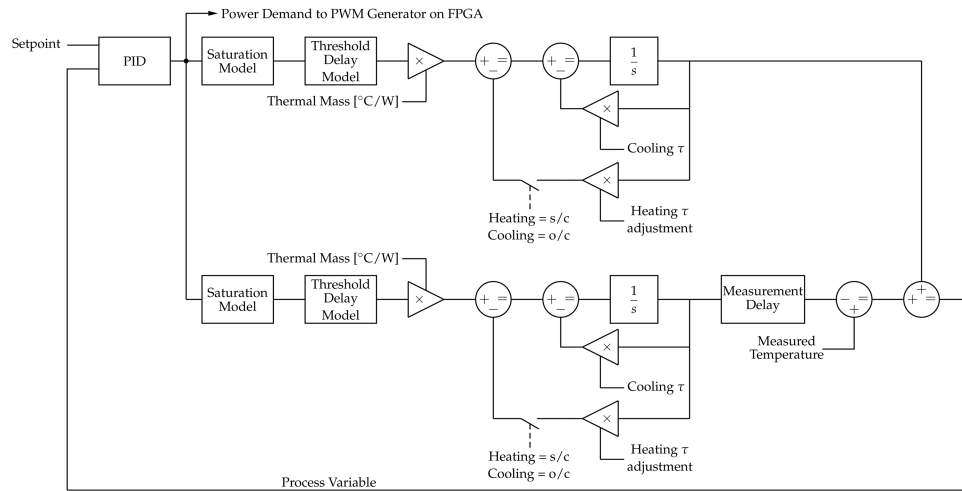 Power Demand to PWM Generator on FPGA
Setpoint
PID
Saturation
Model
Threshold
Delay
Model
×
Thermal Mass [°C/W]
+ =
−
+ =
−
1
s
×
Cooling τ
×
Heating = s/c
Cooling = o/c
Heating τ
adjustment
Thermal Mass [°C/W]
Saturation
Model
Threshold
Delay
Model
×
+ =
−
+ =
−
1
s
Measurement
Delay
− =
+
+
+ =
Measured
Temperature
×
Cooling τ
×
Heating = s/c
Cooling = o/c
Heating τ
adjustment
Process Variable